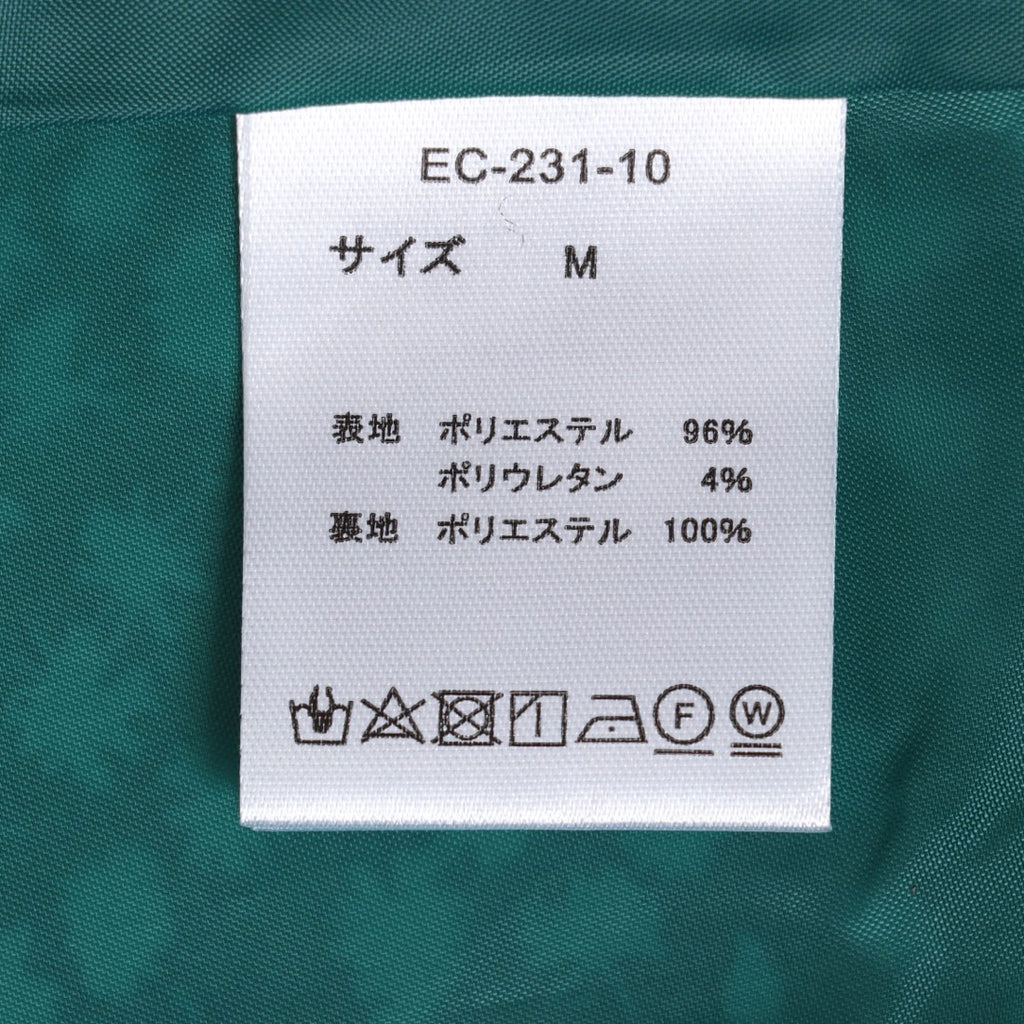 EC-231-10
サイズ M
表地 ポリエステル 96%
ポリウレタン 4%
裏地 ポリエステル 100%
F W